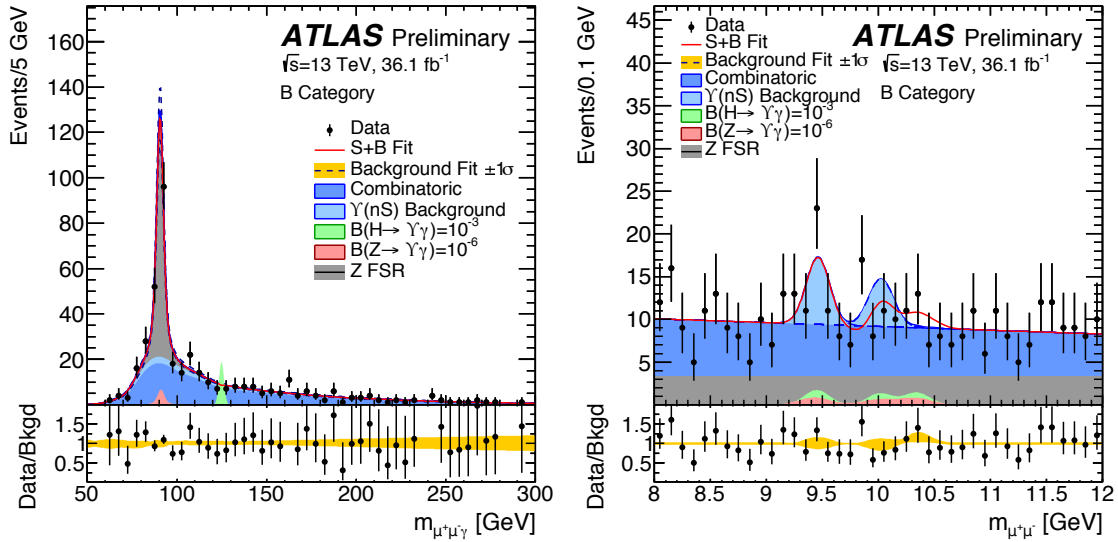 Events/5 GeV
160
140
120
100
80
60
40
20
ATLAS Preliminary
√s=13 TeV, 36.1 fb⁻¹
B Category
Data
S+B Fit
Background Fit ±1σ
Combinatoric
ϒ(nS) Background
B(H→ ϒγ)=10⁻³
B(Z→ ϒγ)=10⁻⁶
Z FSR
Data/Bkgd
1.5
1.0
0.5
50 100 150 200 250 300
m_μ⁺μ⁻γ [GeV]
Events/0.1 GeV
45
40
35
30
25
20
15
10
5
Data
S+B Fit
Background Fit ±1σ
Combinatoric
ϒ(nS) Background
B(H→ ϒγ)=10⁻³
B(Z→ ϒγ)=10⁻⁶
Z FSR
ATLAS Preliminary
√s=13 TeV, 36.1 fb⁻¹
B Category
Data/Bkgd
1.5
1
0.5
8 8.5 9 9.5 10 10.5 11 11.5 12
m_μ⁺μ⁻ [GeV]